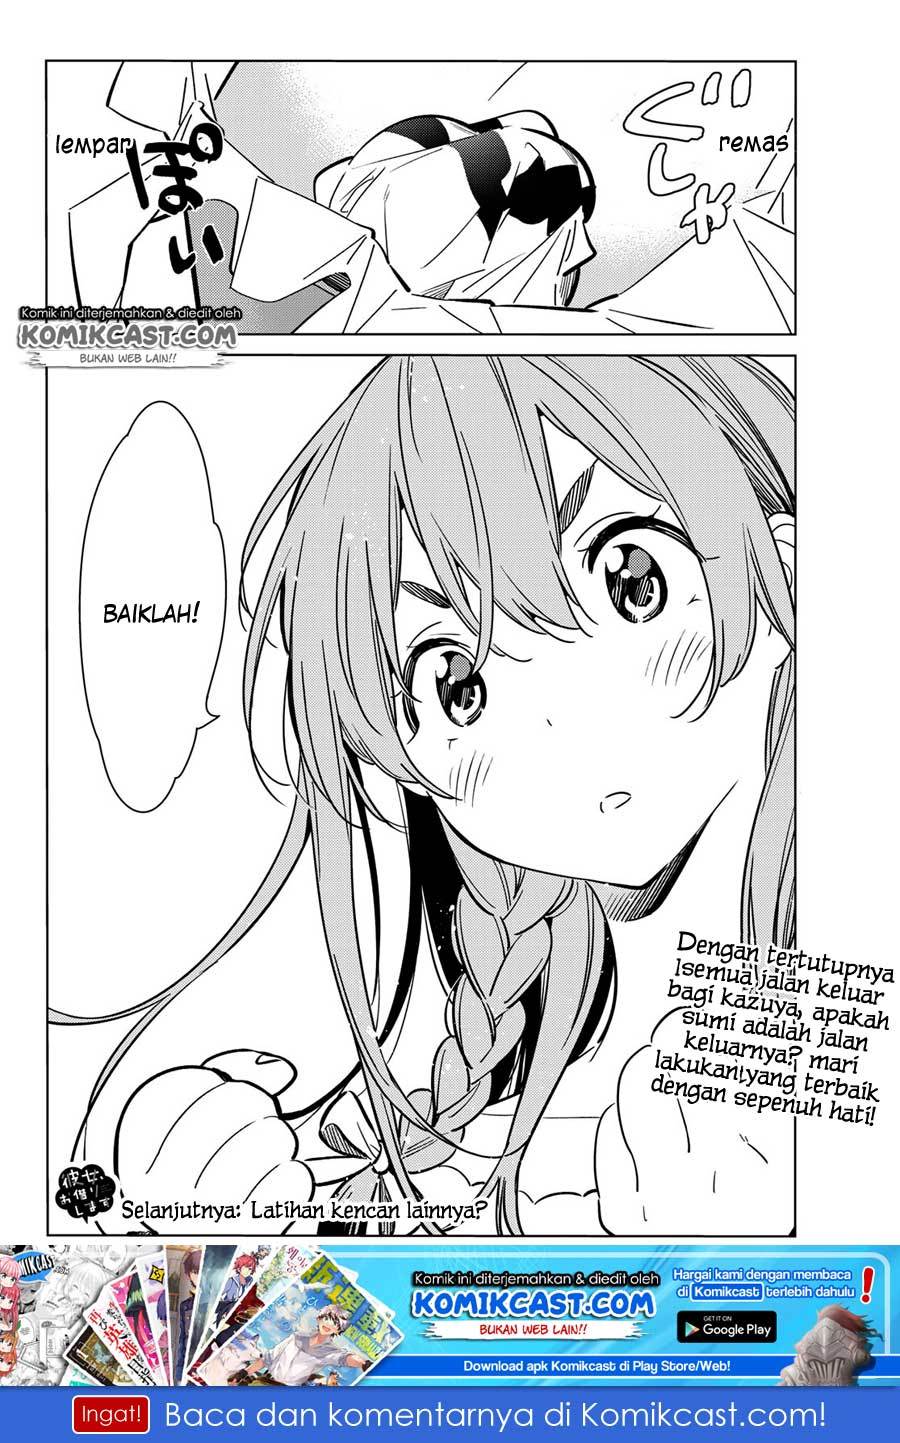 lempar
ぽい
ぐしゃ
remas
Komik ini diterjemahkan & diedit oleh
KOMIKCAST.COM
BUKAN WEB LAIN!!
BAIKLAH!
Dengan tertutupnya
1semua jalan keluar
bagi kazuya, apakah
sumi adalah jalan
keluarnya? mari
lakukan1yang terbaik
dengan sepenuh hati!
彼女、
お借り
します
Selanjutnya: Latihan kencan lainnya?
Komik ini diterjemahkan & diedit oleh
KOMIKCAST.COM
BUKAN WEB LAIN!!
Hargai kami dengan membaca
di Komikcast terlebih dahulu !
GET IT ON
Google Play
Download apk Komikcast di Play Store/Web!
Ingat! Baca dan komentarnya di Komikcast.com!